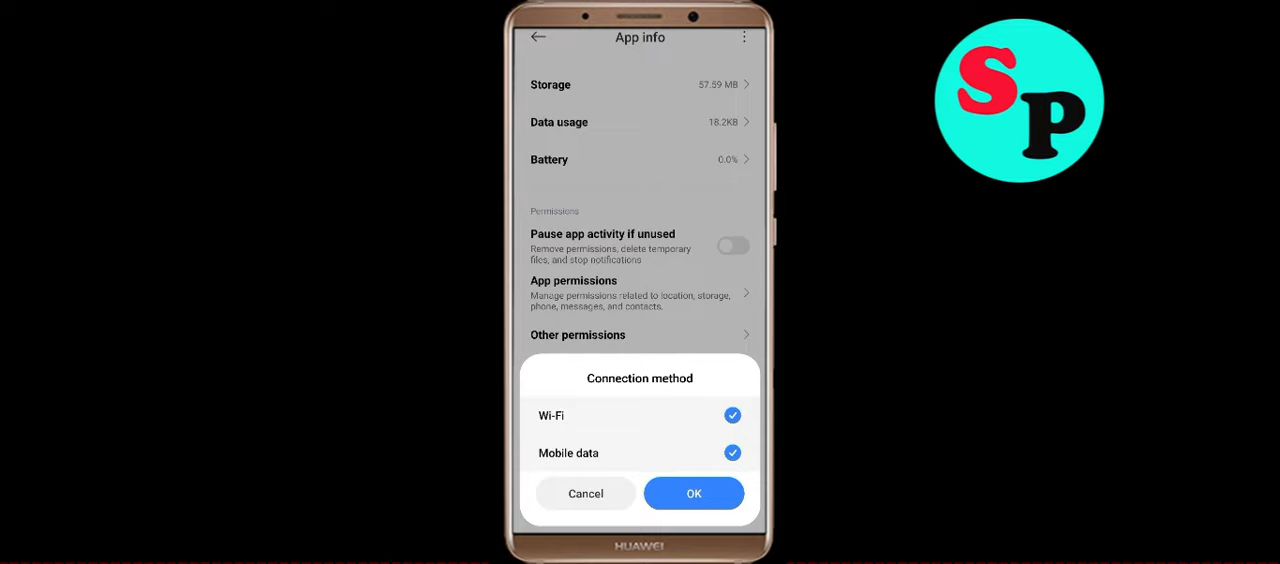 App info
Storage
57.59 MB
Data usage
18.2KB
Battery
0.0%
Permissions
Pause app activity if unused
Remove permissions, delete temporary
files, and stop notifications
App permissions
Manage permissions related to location, storage,
phone, messages, and contacts.
Other permissions
Connection method
Wi-Fi
Mobile data
Cancel
OK
HUAWEI
SP